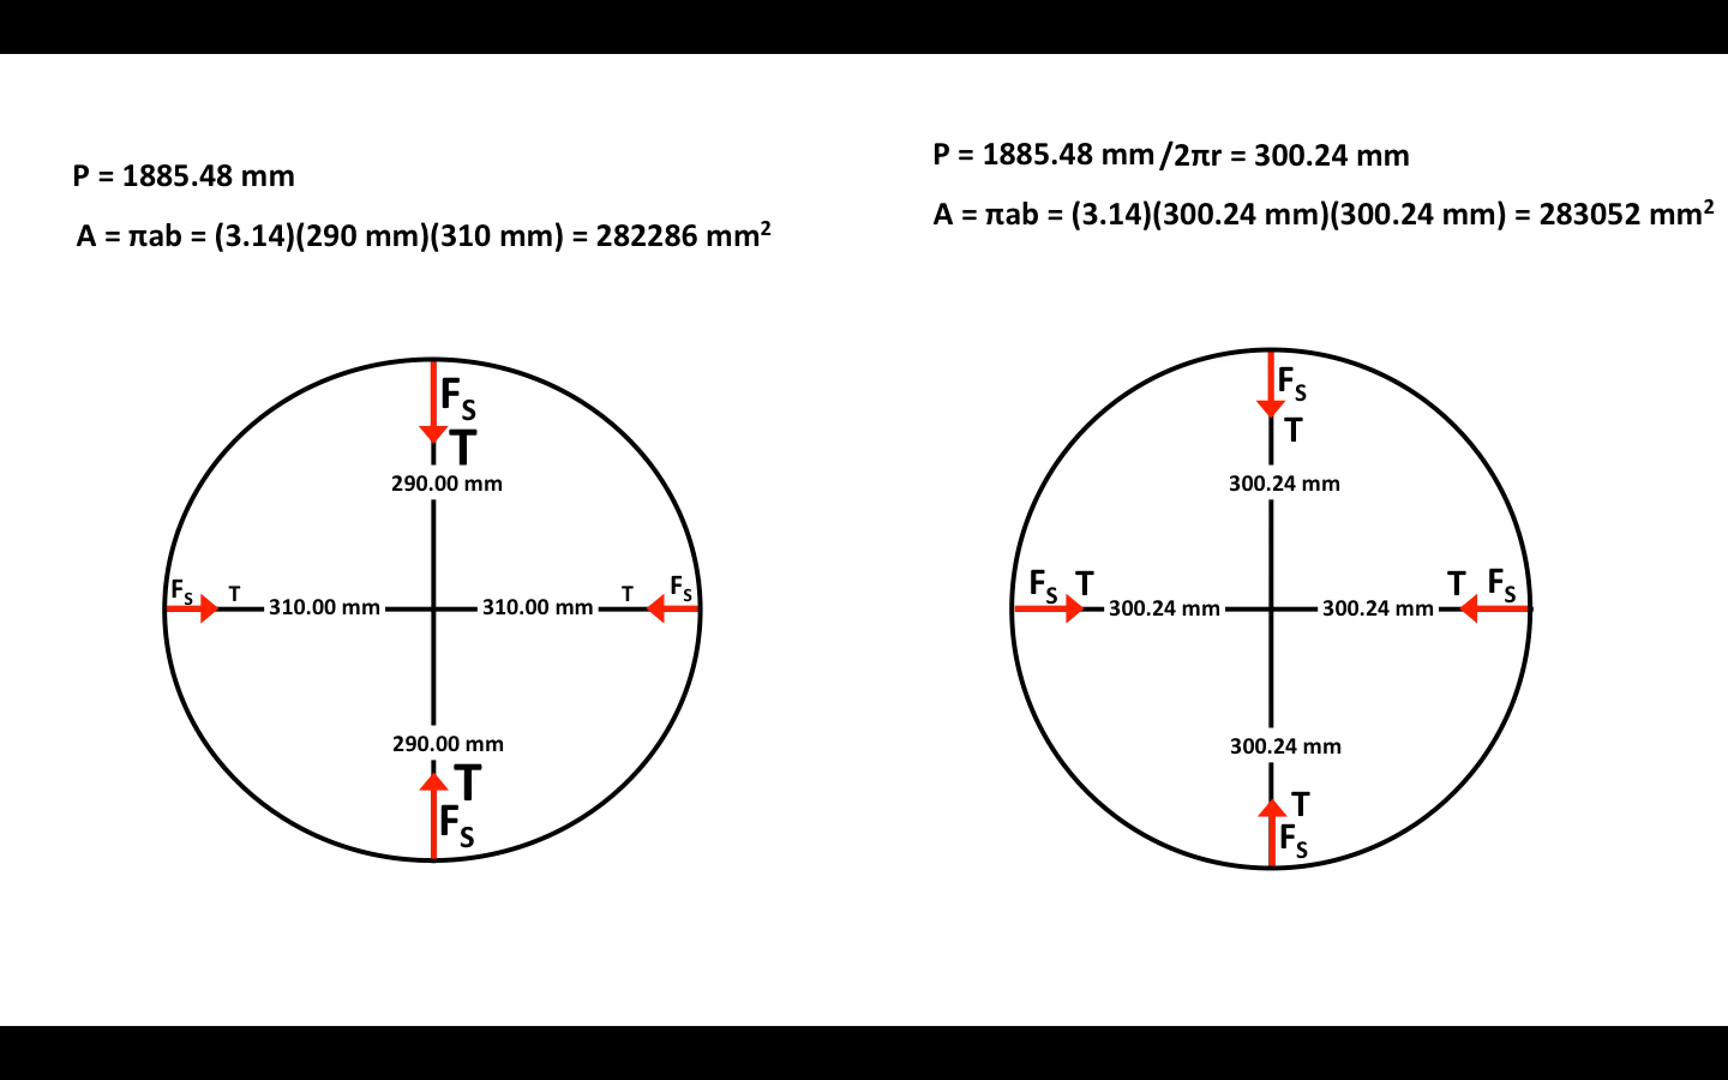 P = 1885.48 mm
A = πab = (3.14)(290 mm)(310 mm) = 282286 mm²
P = 1885.48 mm/2πr = 300.24 mm
A = πab = (3.14)(300.24 mm)(300.24 mm) = 283052 mm²
Fs
T
290.00 mm
Fs T 310.00 mm 310.00 mm T Fs
290.00 mm
T
Fs
Fs
T
300.24 mm
Fs T 300.24 mm 300.24 mm T Fs
300.24 mm
T
Fs